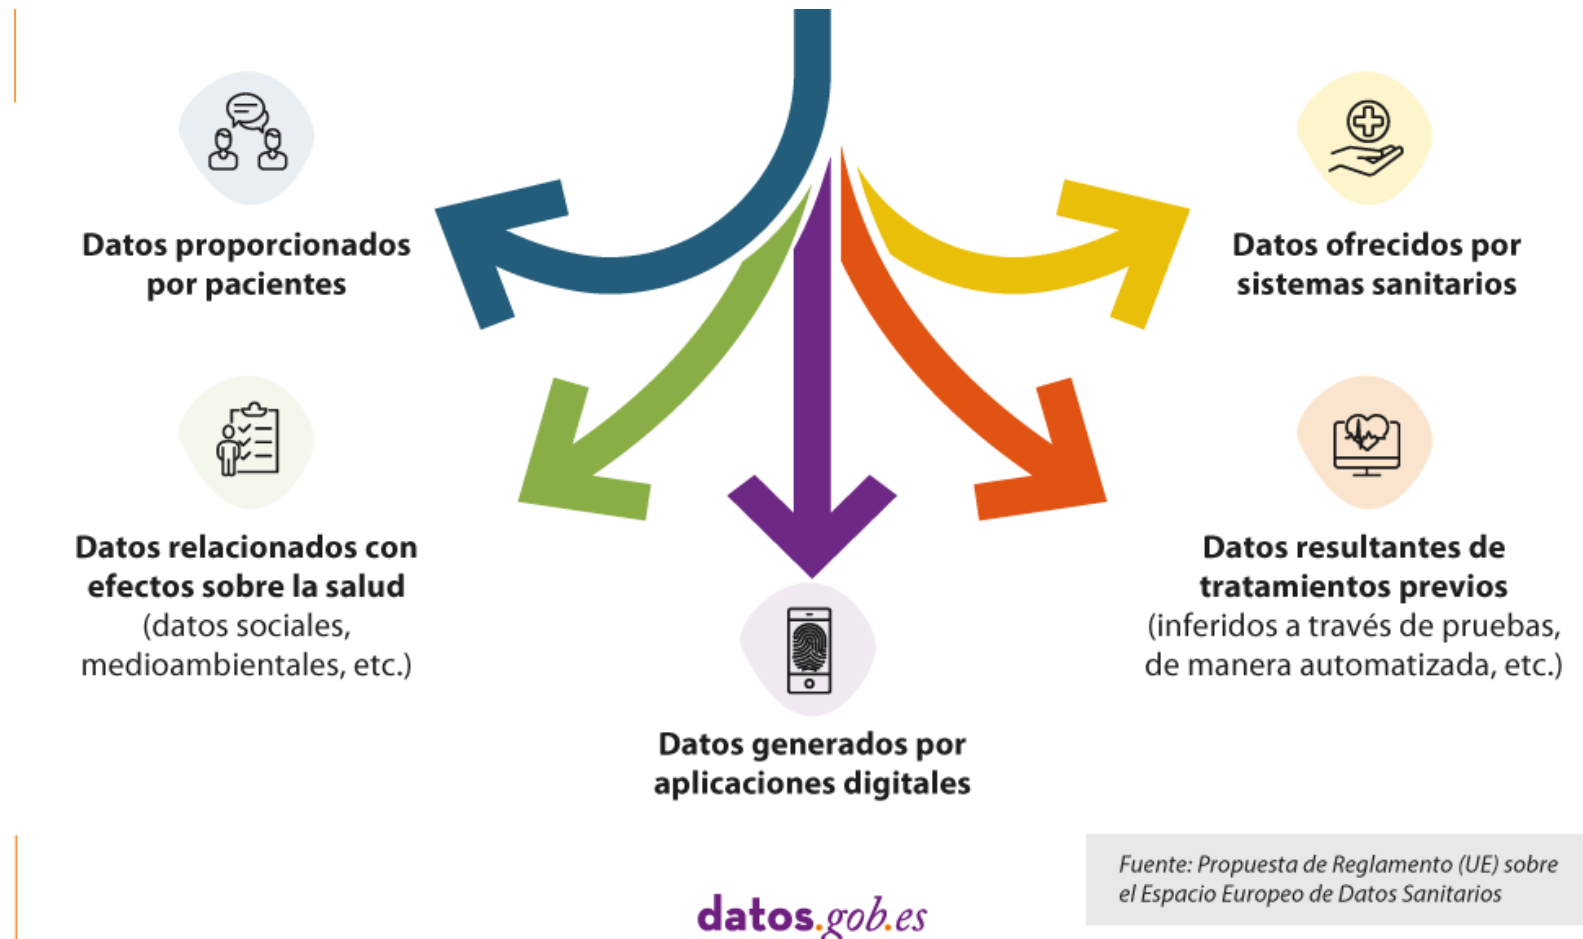 Datos proporcionados
por pacientes
Datos ofrecidos por
sistemas sanitarios
Datos relacionados con
efectos sobre la salud
(datos sociales,
medioambientales, etc.)
Datos resultantes de
tratamientos previos
(inferidos a través de pruebas,
de manera automatizada, etc.)
Datos generados por
aplicaciones digitales
Fuente: Propuesta de Reglamento (UE) sobre
el Espacio Europeo de Datos Sanitarios
datos.gob.es